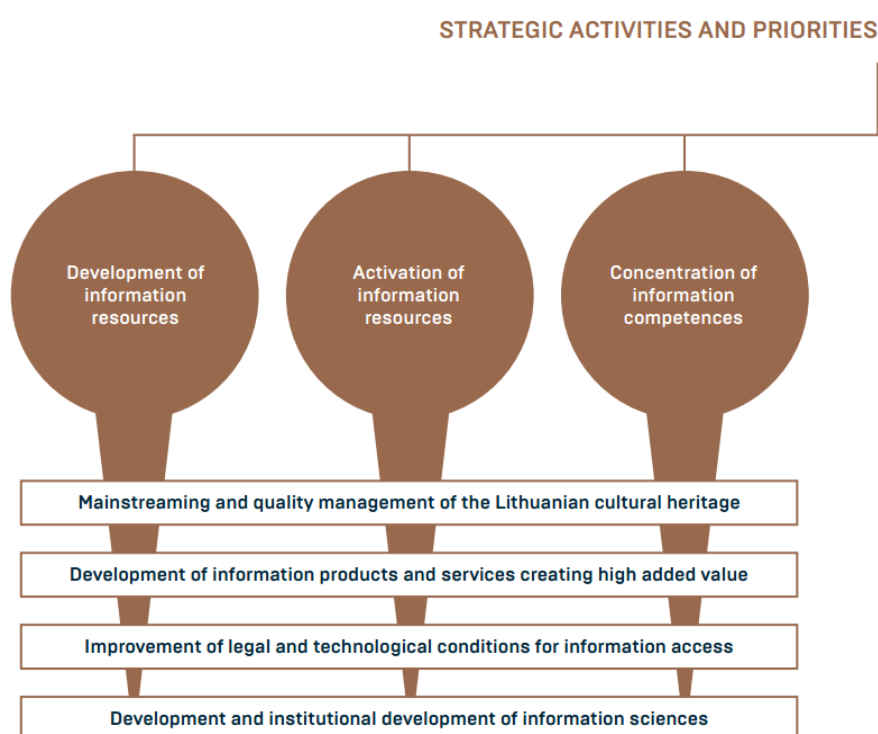 STRATEGIC ACTIVITIES AND PRIORITIES
Development of
information
resources
Activation of
information
resources
Concentration of
information
competences
Mainstreaming and quality management of the Lithuanian cultural heritage
Development of information products and services creating high added value
Improvement of legal and technological conditions for information access
Development and institutional development of information sciences